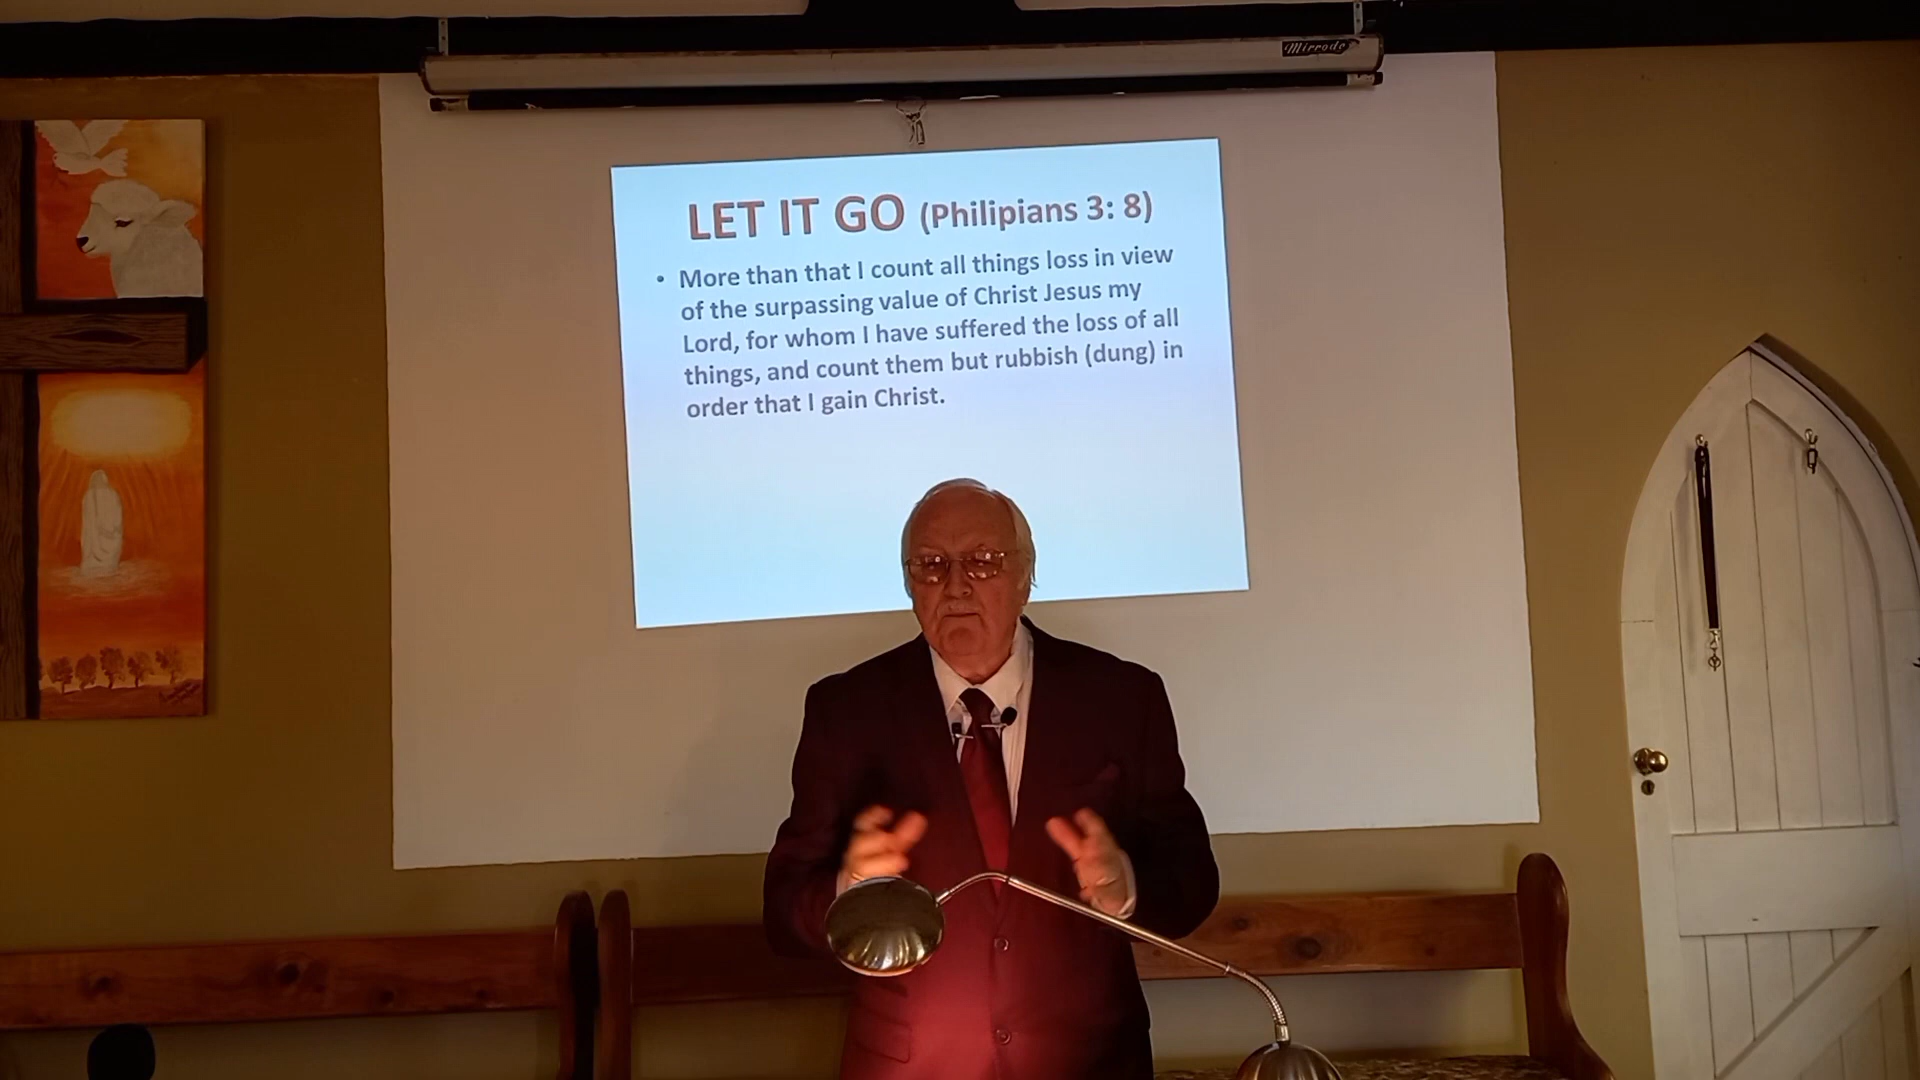 Mirrodo
LET IT GO (Philipians 3: 8)
• More than that I count all things loss in view
of the surpassing value of Christ Jesus my
Lord, for whom I have suffered the loss of all
things, and count them but rubbish (dung) in
order that I gain Christ.